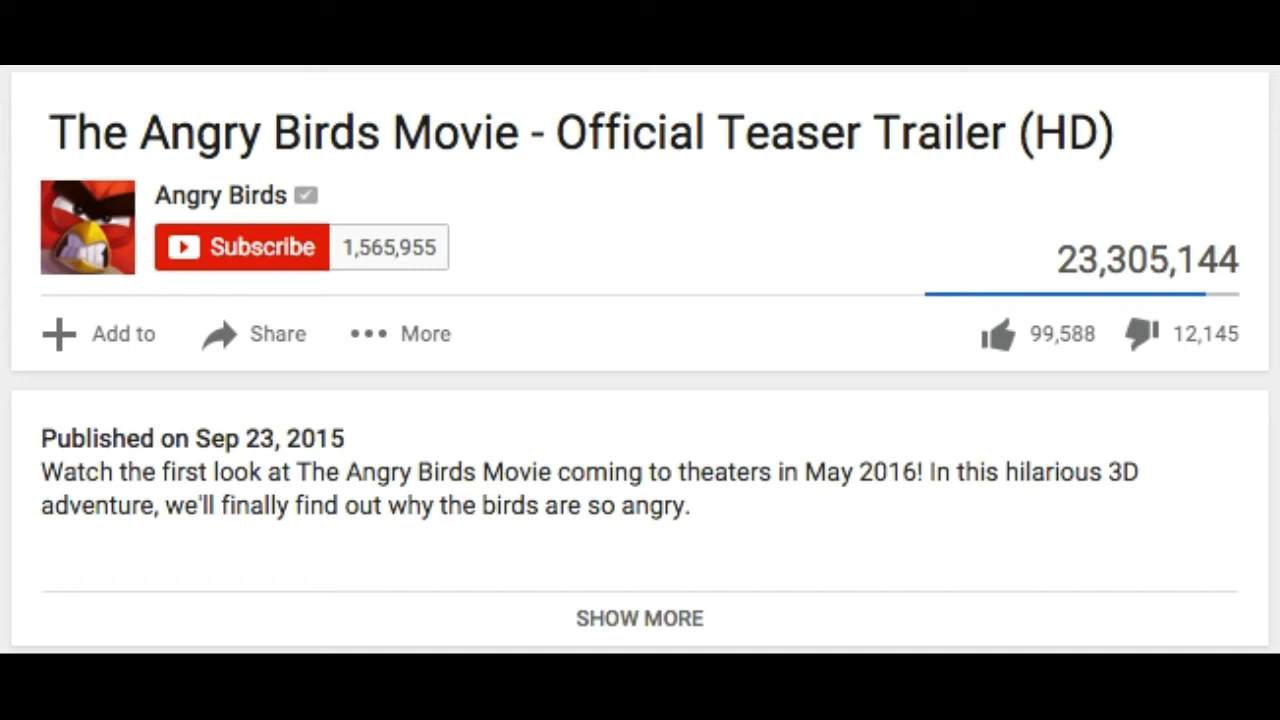 The Angry Birds Movie - Official Teaser Trailer (HD)
Angry Birds
Subscribe 1,565,955
23,305,144
Add to Share More 99,588 12,145
Published on Sep 23, 2015
Watch the first look at The Angry Birds Movie coming to theaters in May 2016! In this hilarious 3D
adventure, we'll finally find out why the birds are so angry.
SHOW MORE